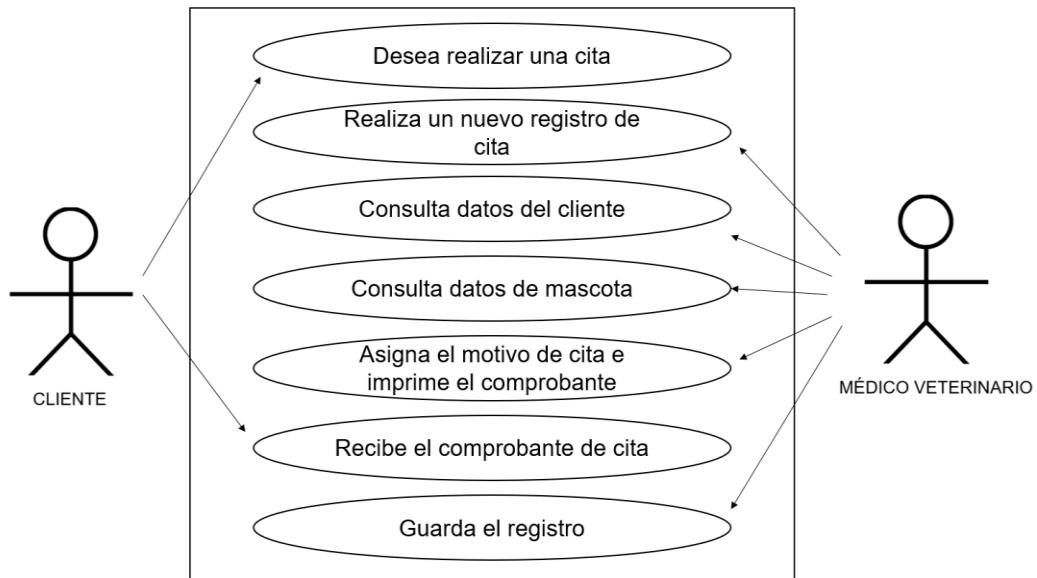 Desea realizar una cita
Realiza un nuevo registro de
cita
Consulta datos del cliente
Consulta datos de mascota
Asigna el motivo de cita e
imprime el comprobante
Recibe el comprobante de cita
Guarda el registro
CLIENTE
MÉDICO VETERINARIO